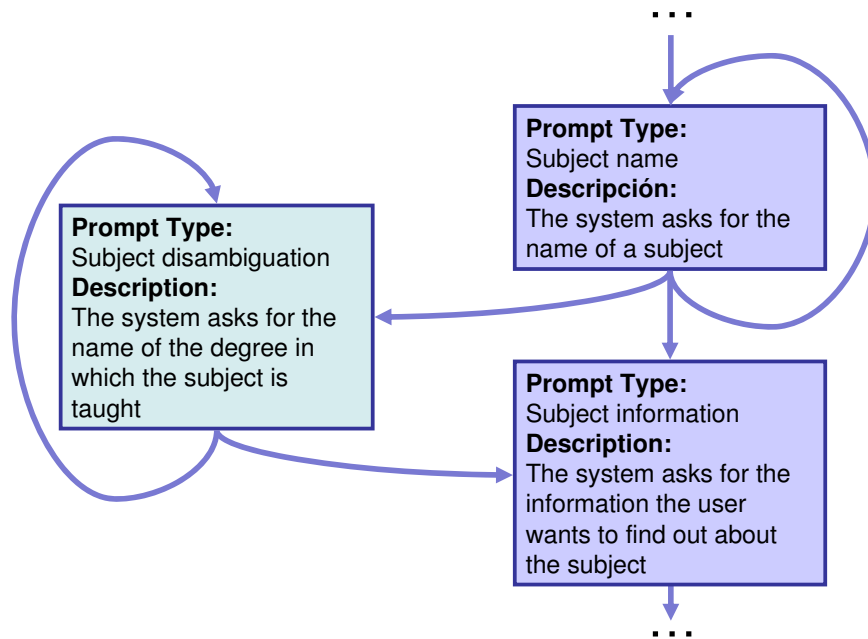 ...
Prompt Type:
Subject name
Descripción:
The system asks for the
name of a subject
Prompt Type:
Subject disambiguation
Description:
The system asks for the
name of the degree in
which the subject is
taught
Prompt Type:
Subject information
Description:
The system asks for the
information the user
wants to find out about
the subject
...